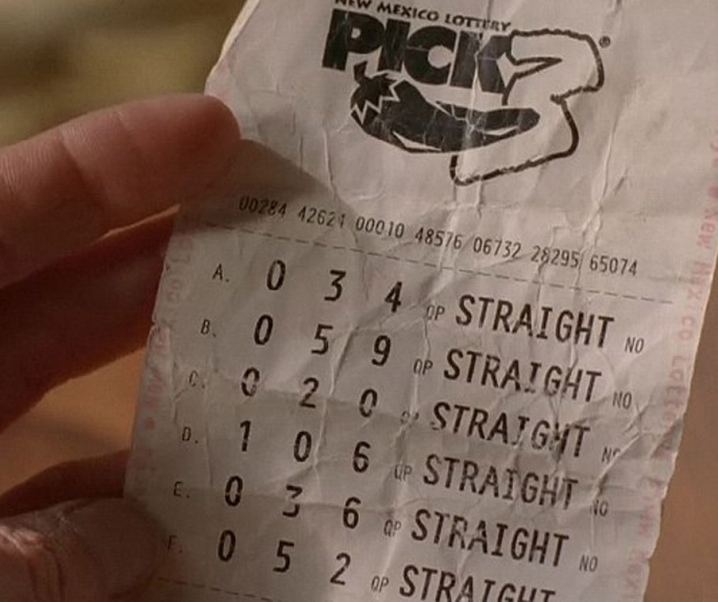 NEW MEXICO LOTTERY
PICK 3®
00284 42621 00010 48576 06732 28295 65074
A. 0 3 4 QP STRAIGHT NO
B. 0 5 9 QP STRAIGHT NO
C. 0 2 0 QP STRAIGHT NO
D. 1 0 6 QP STRAIGHT NO
E. 0 3 6 QP STRAIGHT NO
F. 0 5 2 QP STRAIGHT